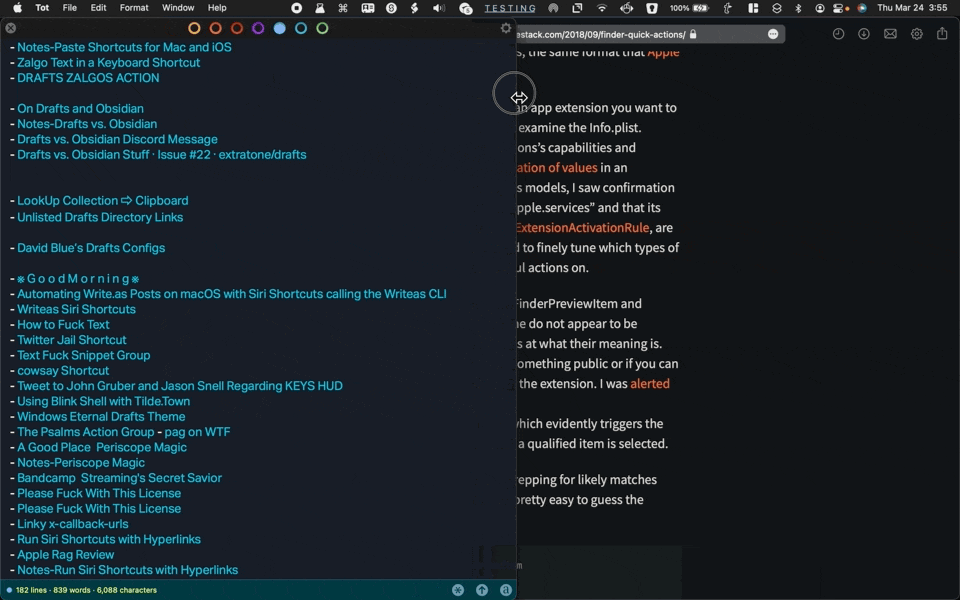 Tot File Edit Format Window Help
TESTING
100%
Thu Mar 24 3:55
estack.com/2018/09/finder-quick-actions/
- Notes-Paste Shortcuts for Mac and iOS
- Zalgo Text in a Keyboard Shortcut
- DRAFTS ZALGOS ACTION
- On Drafts and Obsidian
- Notes-Drafts vs. Obsidian
- Drafts vs. Obsidian Discord Message
- Drafts vs. Obsidian Stuff · Issue #22 · extratone/drafts
- LookUp Collection ⇨ Clipboard
- Unlisted Drafts Directory Links
- David Blue's Drafts Configs
- ※ G o o d M o r n i n g ※
- Automating Write.as Posts on macOS with Siri Shortcuts calling the Writeas CLI
- Writeas Siri Shortcuts
- How to Fuck Text
- Twitter Jail Shortcut
- Text Fuck Snippet Group
- cowsay Shortcut
- Tweet to John Gruber and Jason Snell Regarding KEYS HUD
- Using Blink Shell with Tilde.Town
- Windows Eternal Drafts Theme
- The Psalms Action Group - pag on WTF
- A Good Place Periscope Magic
- Notes-Periscope Magic
- Bandcamp Streaming's Secret Savior
- Please Fuck With This License
- Please Fuck With This License
- Linky x-callback-urls
- Run Siri Shortcuts with Hyperlinks
- Apple Rag Review
- Notes-Run Siri Shortcuts with Hyperlinks
182 lines · 839 words · 6,088 characters
s, the same format that Apple
an app extension you want to
examine the Info.plist.
ons's capabilities and
ation of values in an
s models, I saw confirmation
pple.services" and that its
ExtensionActivationRule, are
d to finely tune which types of
ul actions on.
FinderPreviewItem and
ne do not appear to be
s at what their meaning is.
omething public or if you can
the extension. I was alerted
which evidently triggers the
a qualified item is selected.
repping for likely matches
pretty easy to guess the
m